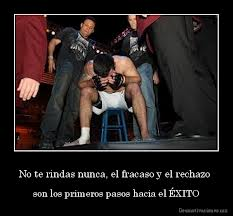 No te rindas nunca, el fracaso y el rechazo
son los primeros pasos hacia el ÉXITO